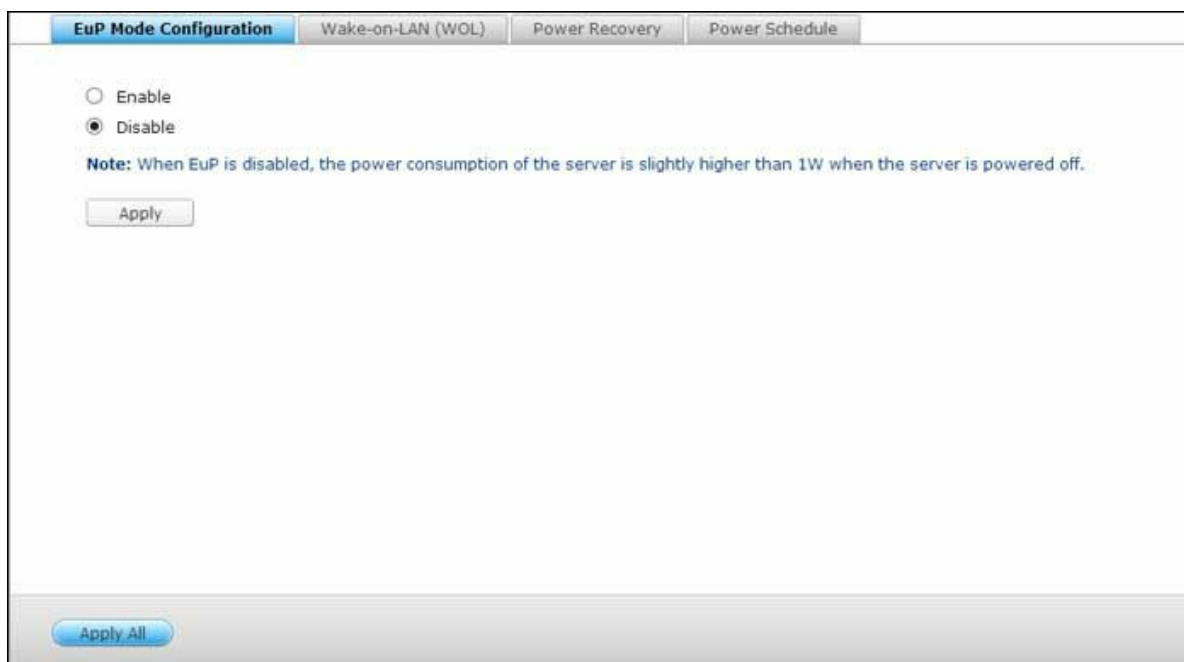 EuP Mode Configuration
Wake-on-LAN (WOL)
Power Recovery
Power Schedule
Enable
Disable
Note: When EuP is disabled, the power consumption of the server is slightly higher than 1W when the server is powered off.
Apply
Apply All